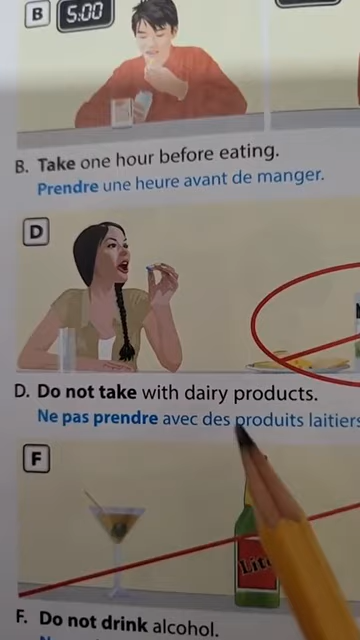 B
5:00
B. Take one hour before eating.
Prendre une heure avant de manger.
D
D. Do not take with dairy products.
Ne pas prendre avec des produits laitiers
F
F. Do not drink alcohol.